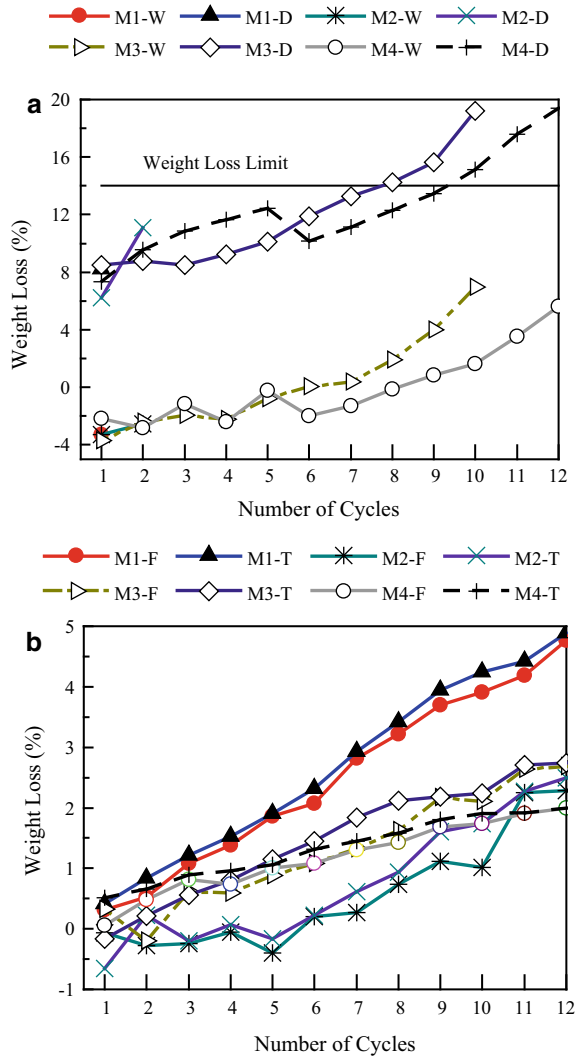 M1-W M1-D M2-W M2-D
M3-W M3-D M4-W M4-D
a
20
16
12
8
4
0
-4
Weight Loss Limit
Weight Loss (%)
1 2 3 4 5 6 7 8 9 10 11 12
Number of Cycles
M1-F M1-T M2-F M2-T
M3-F M3-T M4-F M4-T
b
5
4
3
2
1
0
-1
Weight Loss (%)
1 2 3 4 5 6 7 8 9 10 11 12
Number of Cycles